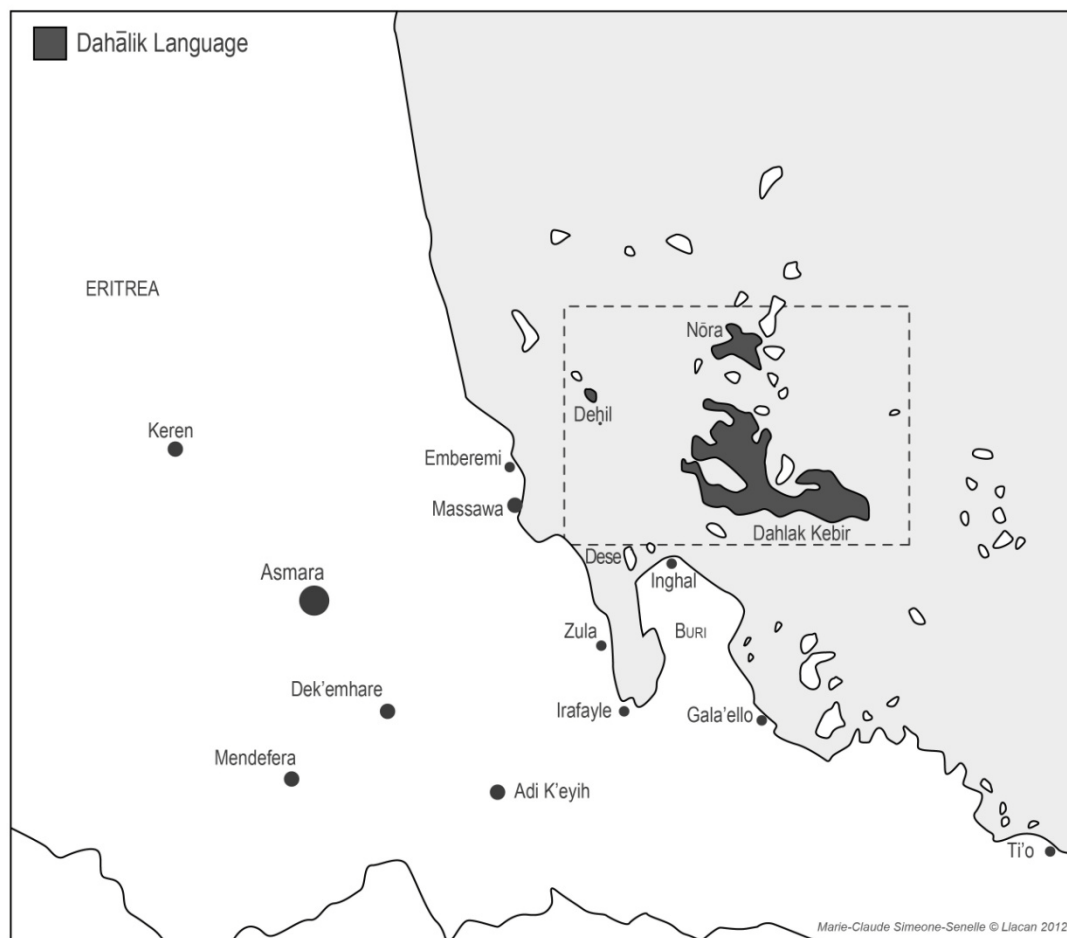 Dahālik Language
ERITREA
Nōra
Deḥil
Keren
Emberemi
Massawa
Dahlak Kebir
Dese
Inghal
Asmara
Zula
Buri
Dek'emhare
Irafayle
Gala'ello
Mendefera
Adi K'eyih
Ti'o
Marie-Claude Simeone-Senelle © Llacan 2012